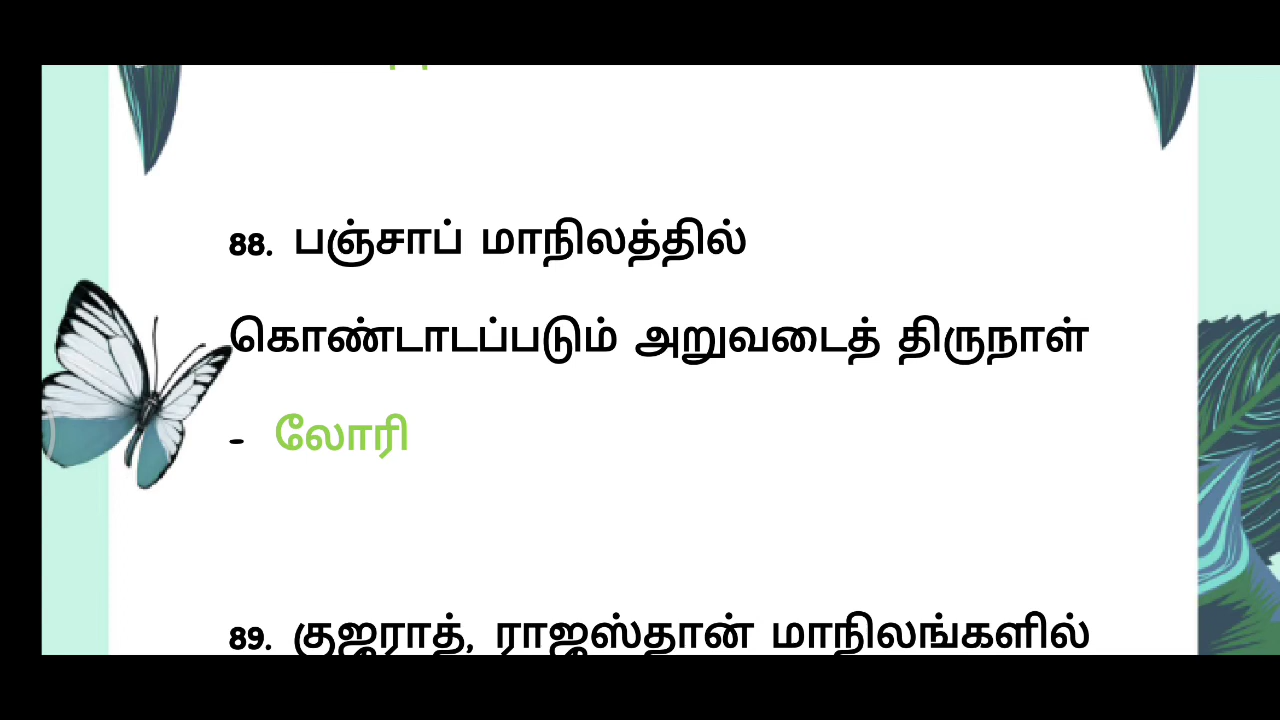 88. பஞ்சாப் மாநிலத்தில்
கொண்டாடப்படும் அறுவடைத் திருநாள்
- லோரி
89. குஜராத், ராஜஸ்தான் மாநிலங்களில்